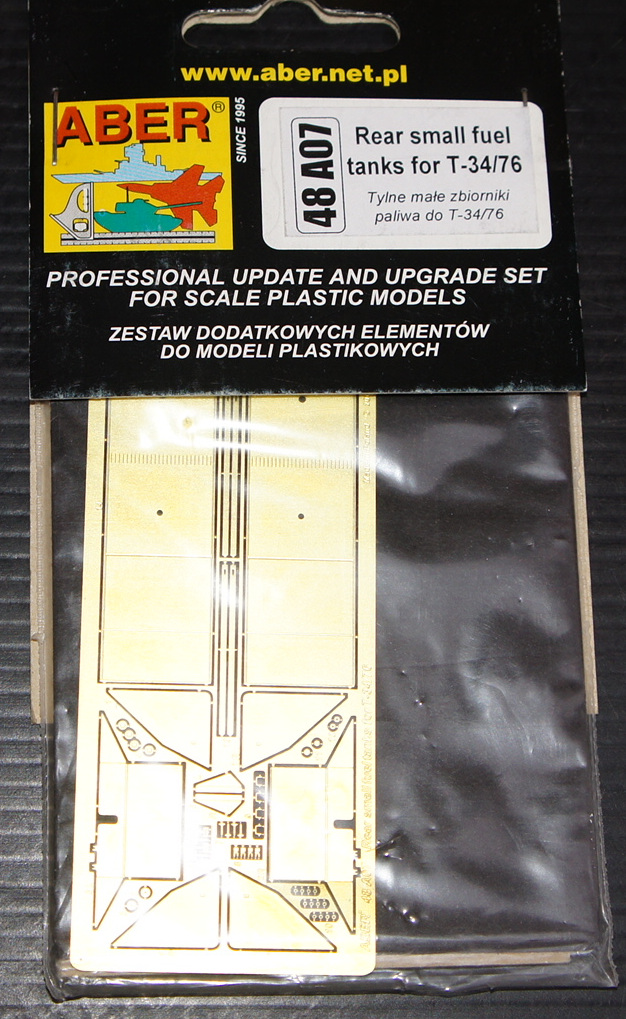 www.aber.net.pl
ABER®
SINCE 1995
48 A07
Rear small fuel
tanks for T-34/76
Tylne małe zbiorniki
paliwa do T-34/76
PROFESSIONAL UPDATE AND UPGRADE SET
FOR SCALE PLASTIC MODELS
ZESTAW DODATKOWYCH ELEMENTÓW
DO MODELI PLASTIKOWYCH